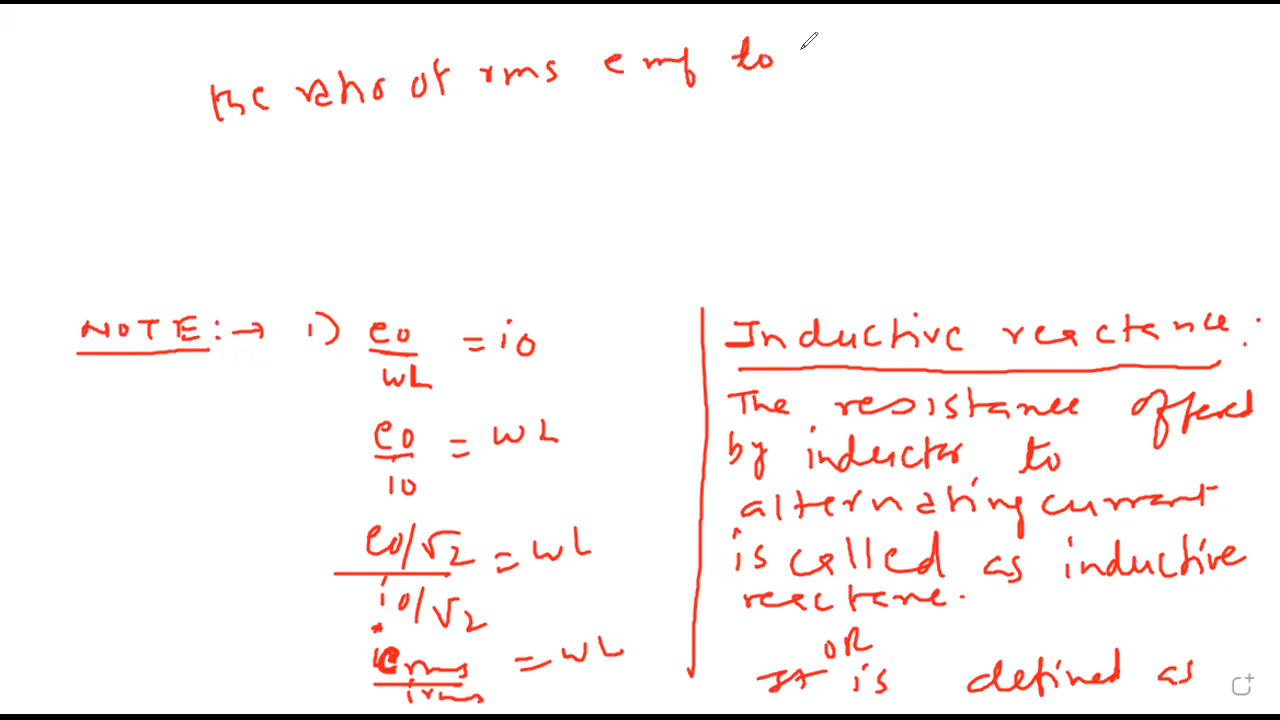 the ratio of rms emf to
NOTE:→ 1) e0/wL = i0
e0/i0 = wL
e0/√2 / i0/√2 = wL
erms/irms = wL
Inductive reactance:
The resistance offered
by inductor to
alternating current
is called as inductive
reactane.
OR
It is defined as